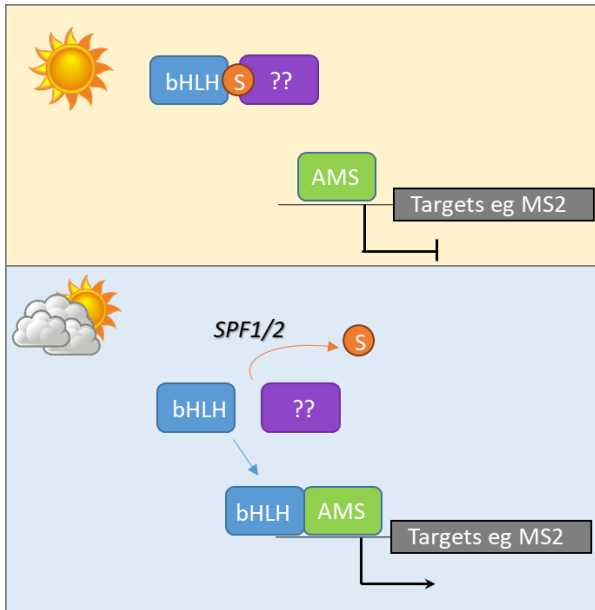 bHLH S ??
AMS
Targets eg MS2
SPF1/2
S
bHLH ??
bHLH AMS
Targets eg MS2